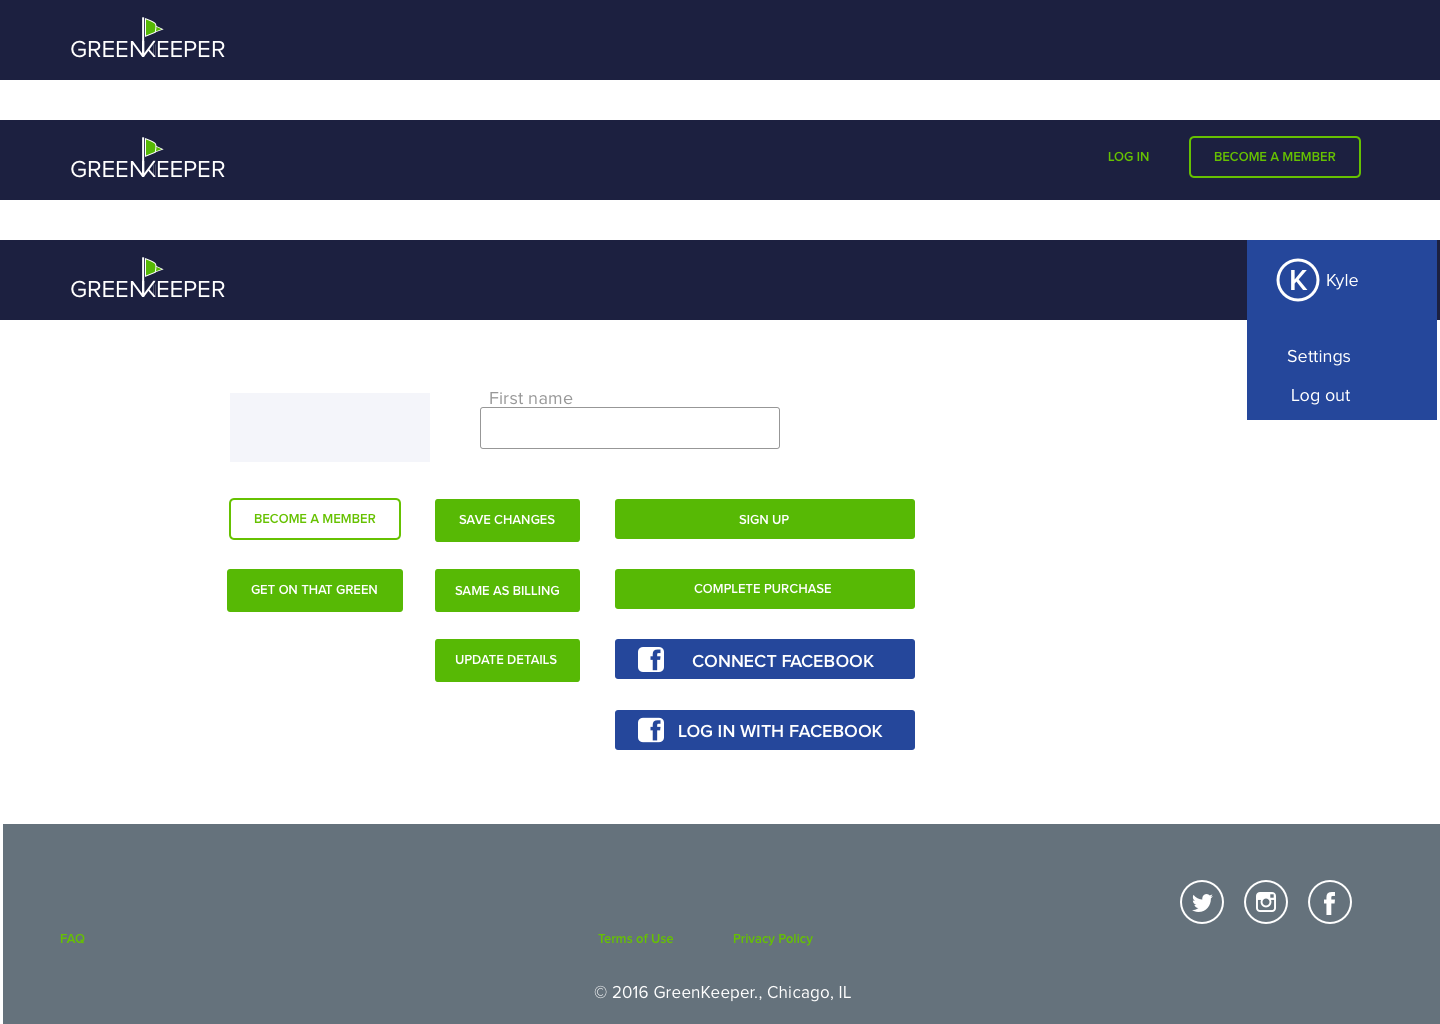 GREENKEEPER
GREENKEEPER
LOG IN
BECOME A MEMBER
GREENKEEPER
K Kyle
Settings
Log out
First name
BECOME A MEMBER
SAVE CHANGES
SIGN UP
GET ON THAT GREEN
SAME AS BILLING
COMPLETE PURCHASE
UPDATE DETAILS
CONNECT FACEBOOK
LOG IN WITH FACEBOOK
FAQ
Terms of Use
Privacy Policy
© 2016 GreenKeeper., Chicago, IL